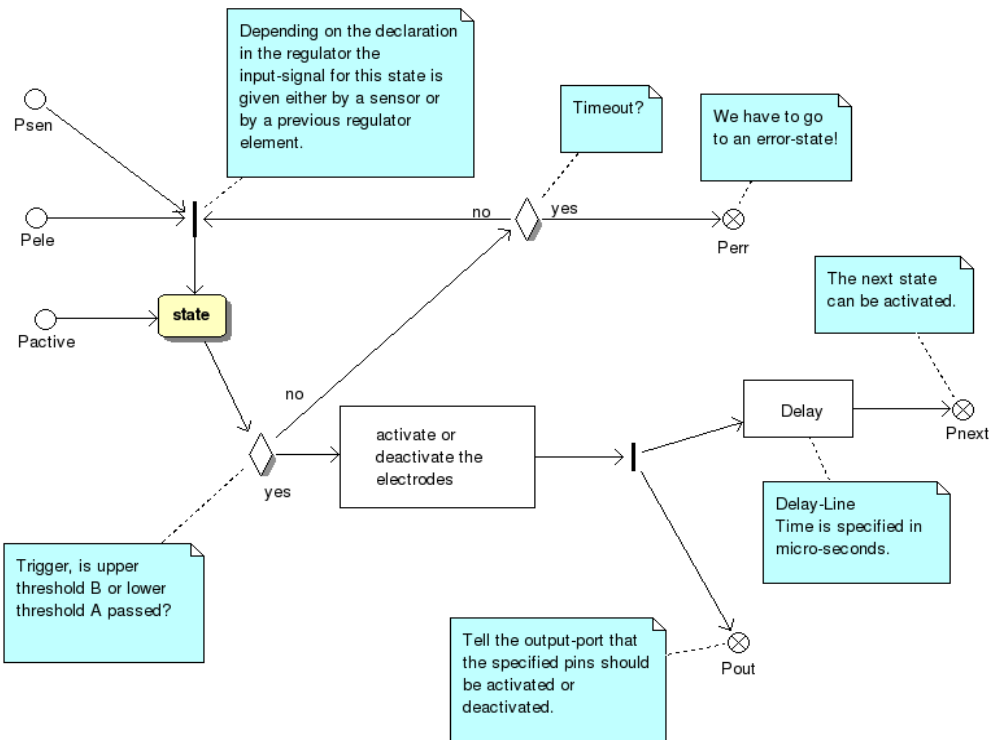 Depending on the declaration
in the regulator the
input-signal for this state is
given either by a sensor or
by a previous regulator
element.
Timeout?
We have to go
to an error-state!
Psen
Pele
no
yes
Perr
The next state
can be activated.
Pactive
state
no
activate or
deactivate the
electrodes
yes
Delay
Pnext
Delay-Line
Time is specified in
micro-seconds.
Trigger, is upper
threshold B or lower
threshold A passed?
Tell the output-port that
the specified pins should
be activated or
deactivated.
Pout